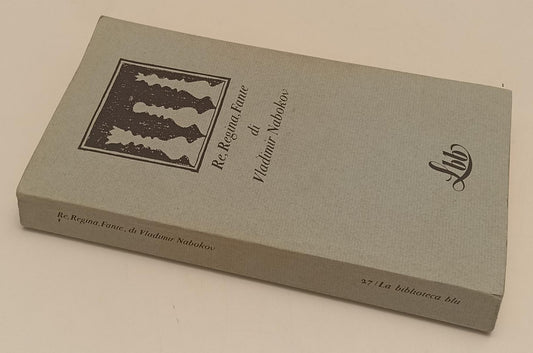 Re, Regina, Fante
di
Vladimir Nabokov
Lbb
Re, Regina, Fante, di Vladimir Nabokov
27 / La biblioteca blu